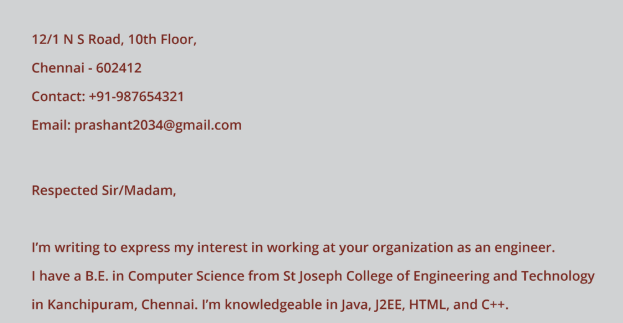 12/1 N S Road, 10th Floor,
Chennai - 602412
Contact: +91-987654321
Email: prashant2034@gmail.com
Respected Sir/Madam,
I'm writing to express my interest in working at your organization as an engineer.
I have a B.E. in Computer Science from St Joseph College of Engineering and Technology
in Kanchipuram, Chennai. I'm knowledgeable in Java, J2EE, HTML, and C++.